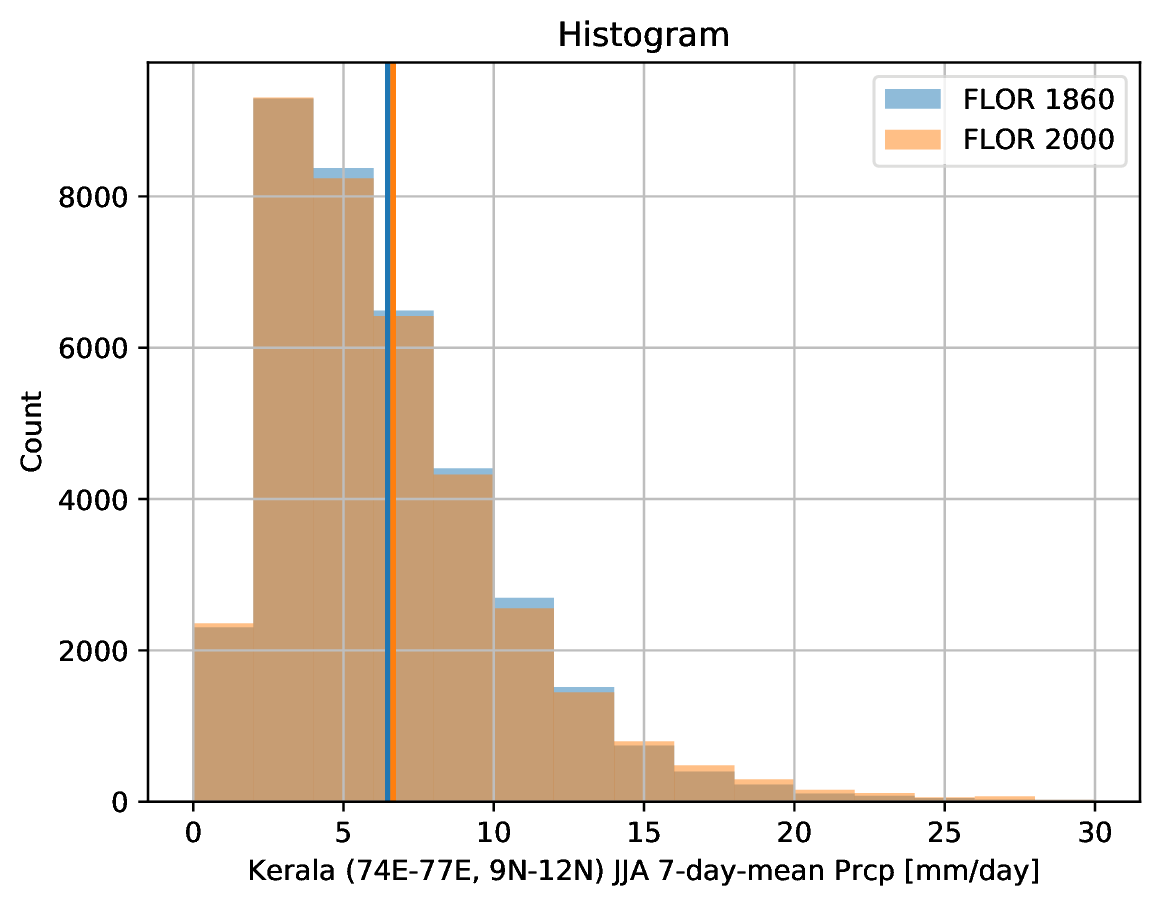 Histogram
FLOR 1860
FLOR 2000
8000
6000
4000
2000
0
Count
0 5 10 15 20 25 30
Kerala (74E-77E, 9N-12N) JJA 7-day-mean Prcp [mm/day]